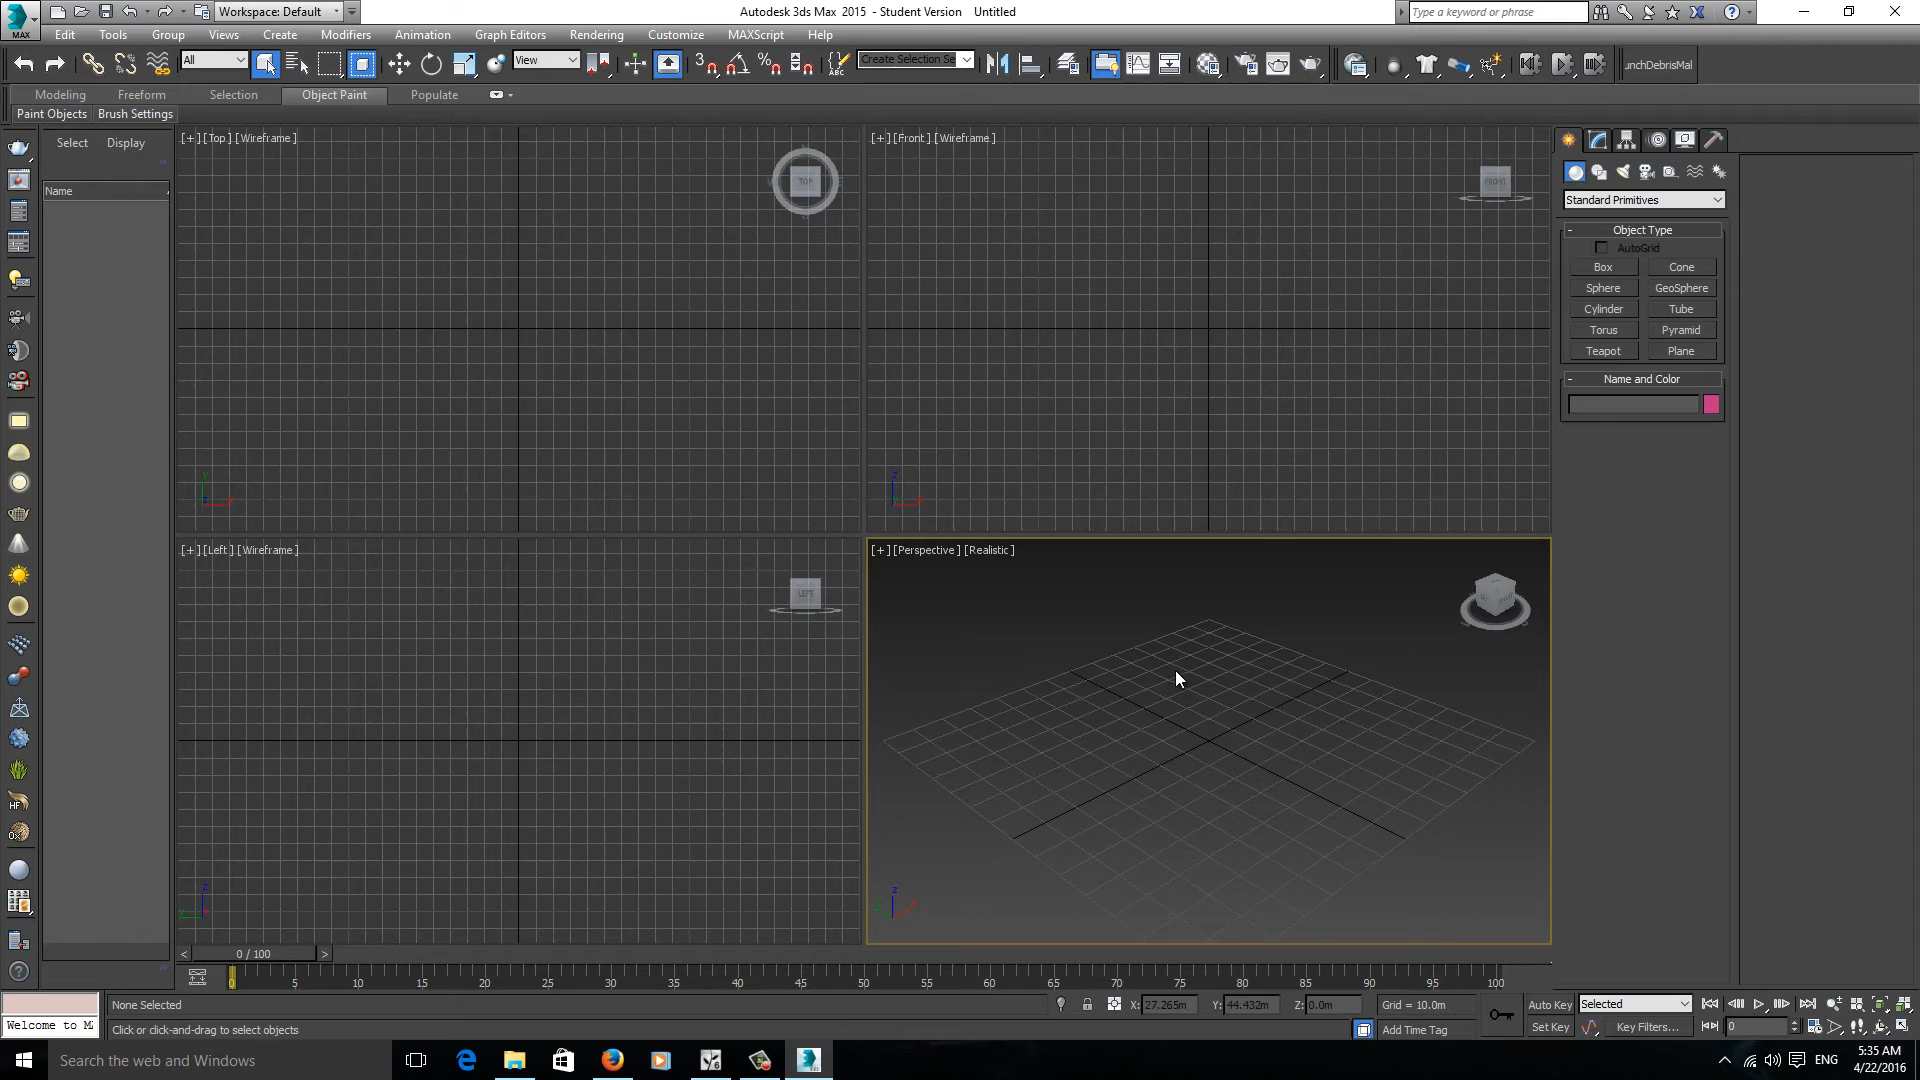 Workspace: Default
Autodesk 3ds Max 2015 - Student Version Untitled
Type a keyword or phrase
MAX
Edit Tools Group Views Create Modifiers Animation Graph Editors Rendering Customize MAXScript Help
All
View
3
ABC
Create Selection Se
unchDebrisMal
Modeling Freeform Selection Object Paint Populate
Paint Objects Brush Settings
Select Display
Name
[+] [Top] [Wireframe]
TOP
[+] [Front] [Wireframe]
FRONT
Standard Primitives
- Object Type
AutoGrid
Box Cone
Sphere GeoSphere
Cylinder Tube
Torus Pyramid
Teapot Plane
- Name and Color
y
x
z
x
[+] [Left] [Wireframe]
LEFT
[+] [Perspective] [Realistic]
z
y
z
x
HF
< 0 / 100 >
0 5 10 15 20 25 30 35 40 45 50 55 60 65 70 75 80 85 90 95 100
None Selected
X: 27.265m Y: 44.432m Z: 0.0m Grid = 10.0m
Auto Key Selected
Welcome to M
Click or click-and-drag to select objects
Add Time Tag
Set Key Key Filters... 0
Search the web and Windows
ENG
5:35 AM
4/22/2016